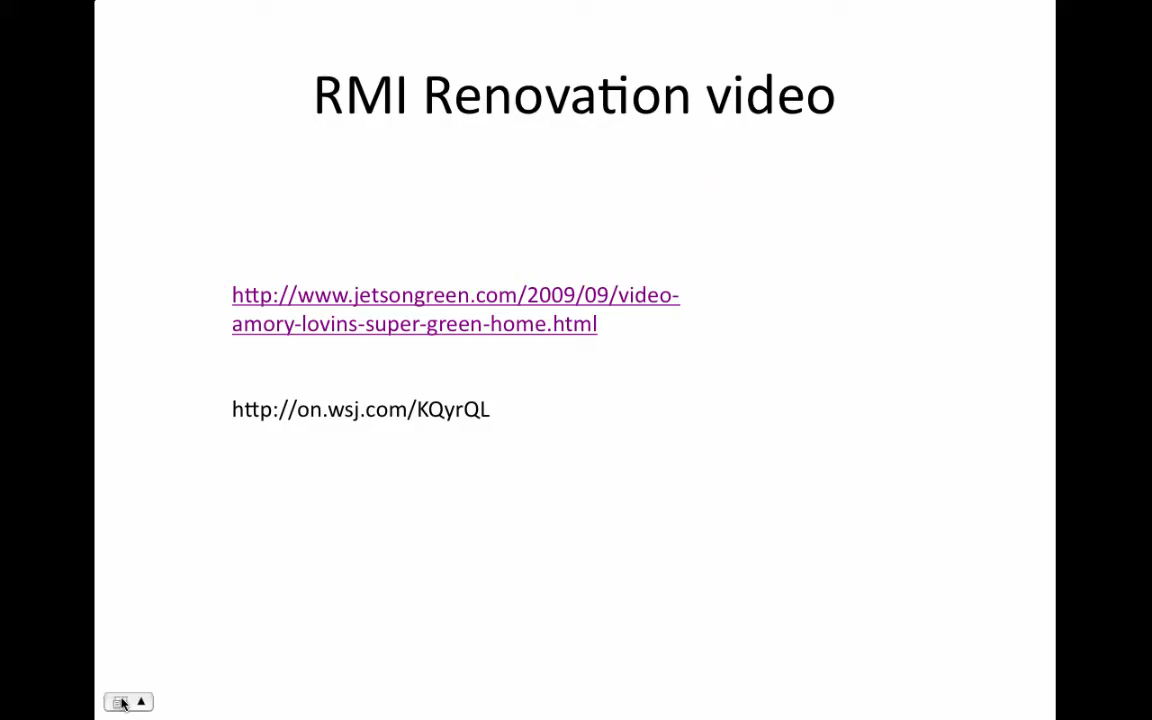 RMI Renovation video
http://www.jetsongreen.com/2009/09/video-
amory-lovins-super-green-home.html
http://on.wsj.com/KQyrQL